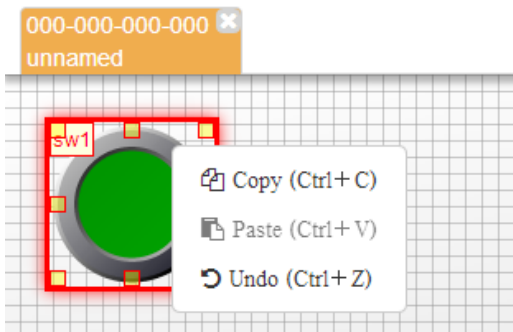 000-000-000-000
unnamed
sw1
Copy (Ctrl+C)
Paste (Ctrl+V)
Undo (Ctrl+Z)